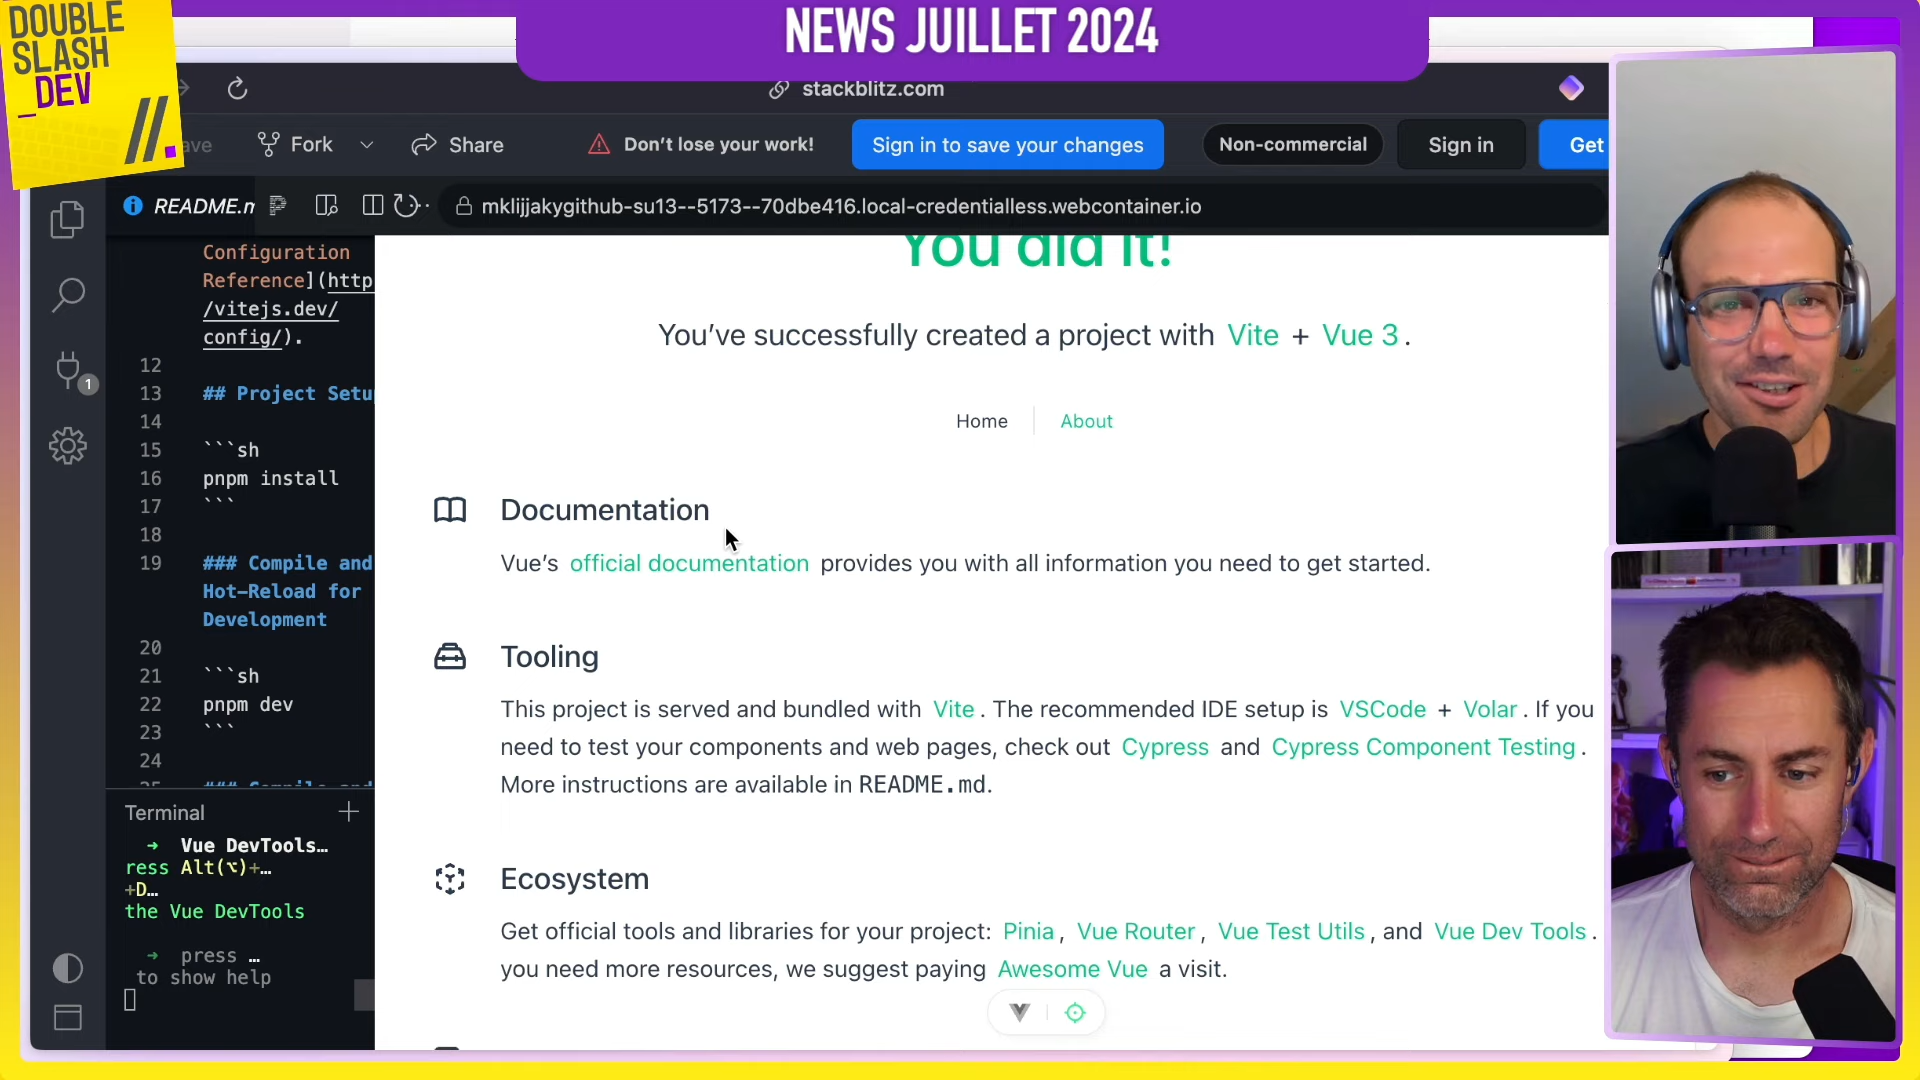 DOUBLE
SLASH
_DEV
//.
NEWS JUILLET 2024
stackblitz.com
Fork
Share
Don't lose your work!
Sign in to save your changes
Non-commercial
Sign in
Get
README.m
mklijjakygithub-su13--5173--70dbe416.local-credentialless.webcontainer.io
1
Configuration
Reference](http
/vitejs.dev/
config/).
12
13 ## Project Setu
14
15 ```sh
16 pnpm install
17 ```
18
19 ### Compile and
Hot-Reload for
Development
20
21 ```sh
22 pnpm dev
23 ```
24
25 ### Compile and
Terminal
➜ Vue DevTools…
ress Alt(⌥)+…
+D…
the Vue DevTools
➜ press …
to show help
You did it!
You’ve successfully created a project with Vite + Vue 3.
Home
About
Documentation
Vue’s official documentation provides you with all information you need to get started.
Tooling
This project is served and bundled with Vite. The recommended IDE setup is VSCode + Volar. If you
need to test your components and web pages, check out Cypress and Cypress Component Testing.
More instructions are available in README.md.
Ecosystem
Get official tools and libraries for your project: Pinia, Vue Router, Vue Test Utils, and Vue Dev Tools.
you need more resources, we suggest paying Awesome Vue a visit.